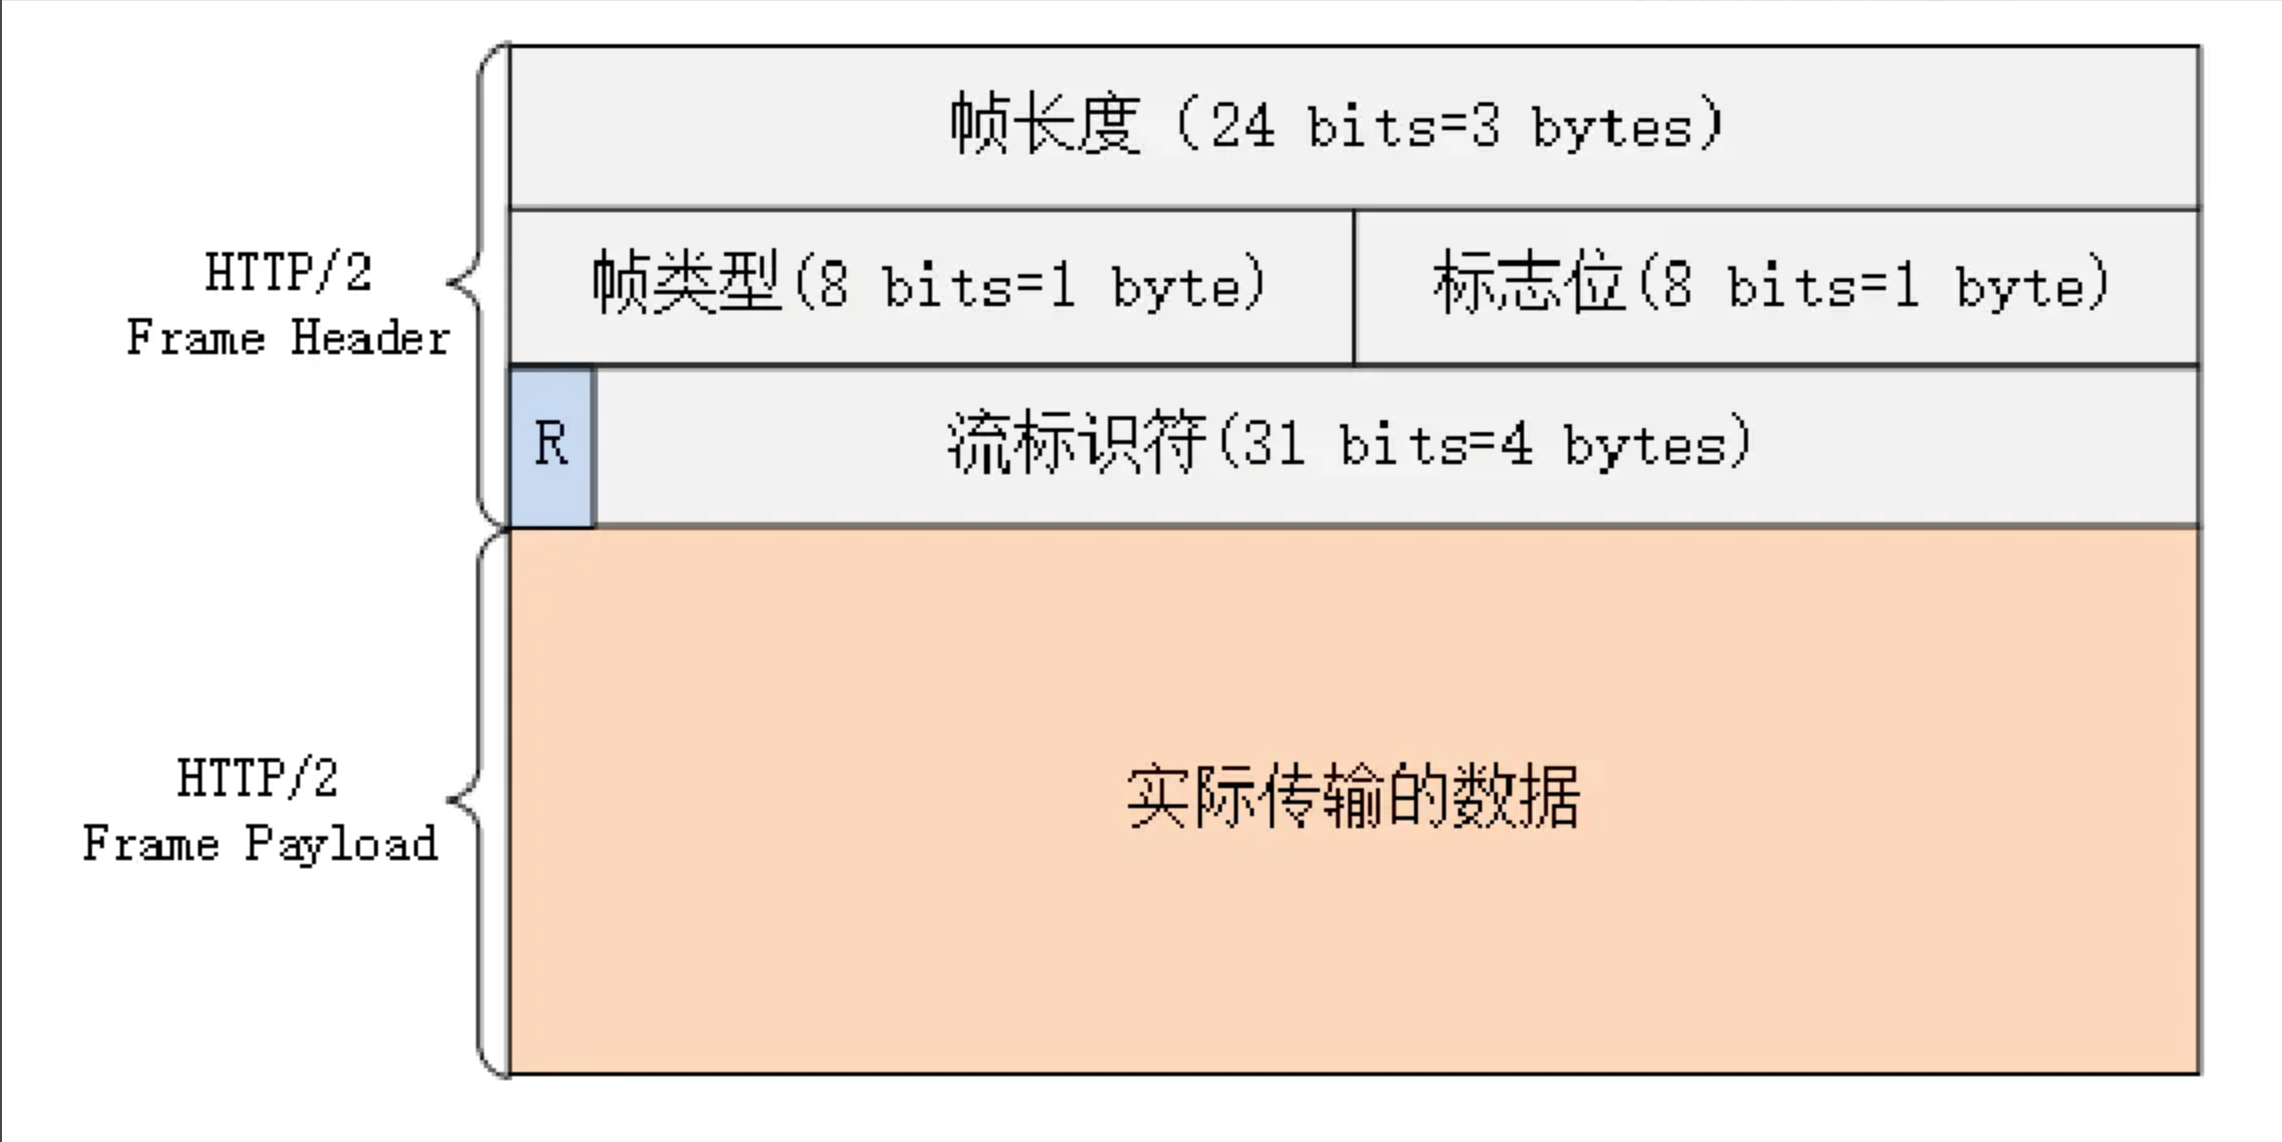 帧长度（24 bits=3 bytes）
HTTP/2
Frame Header
帧类型(8 bits=1 byte)
标志位(8 bits=1 byte)
R
流标识符(31 bits=4 bytes)
HTTP/2
Frame Payload
实际传输的数据